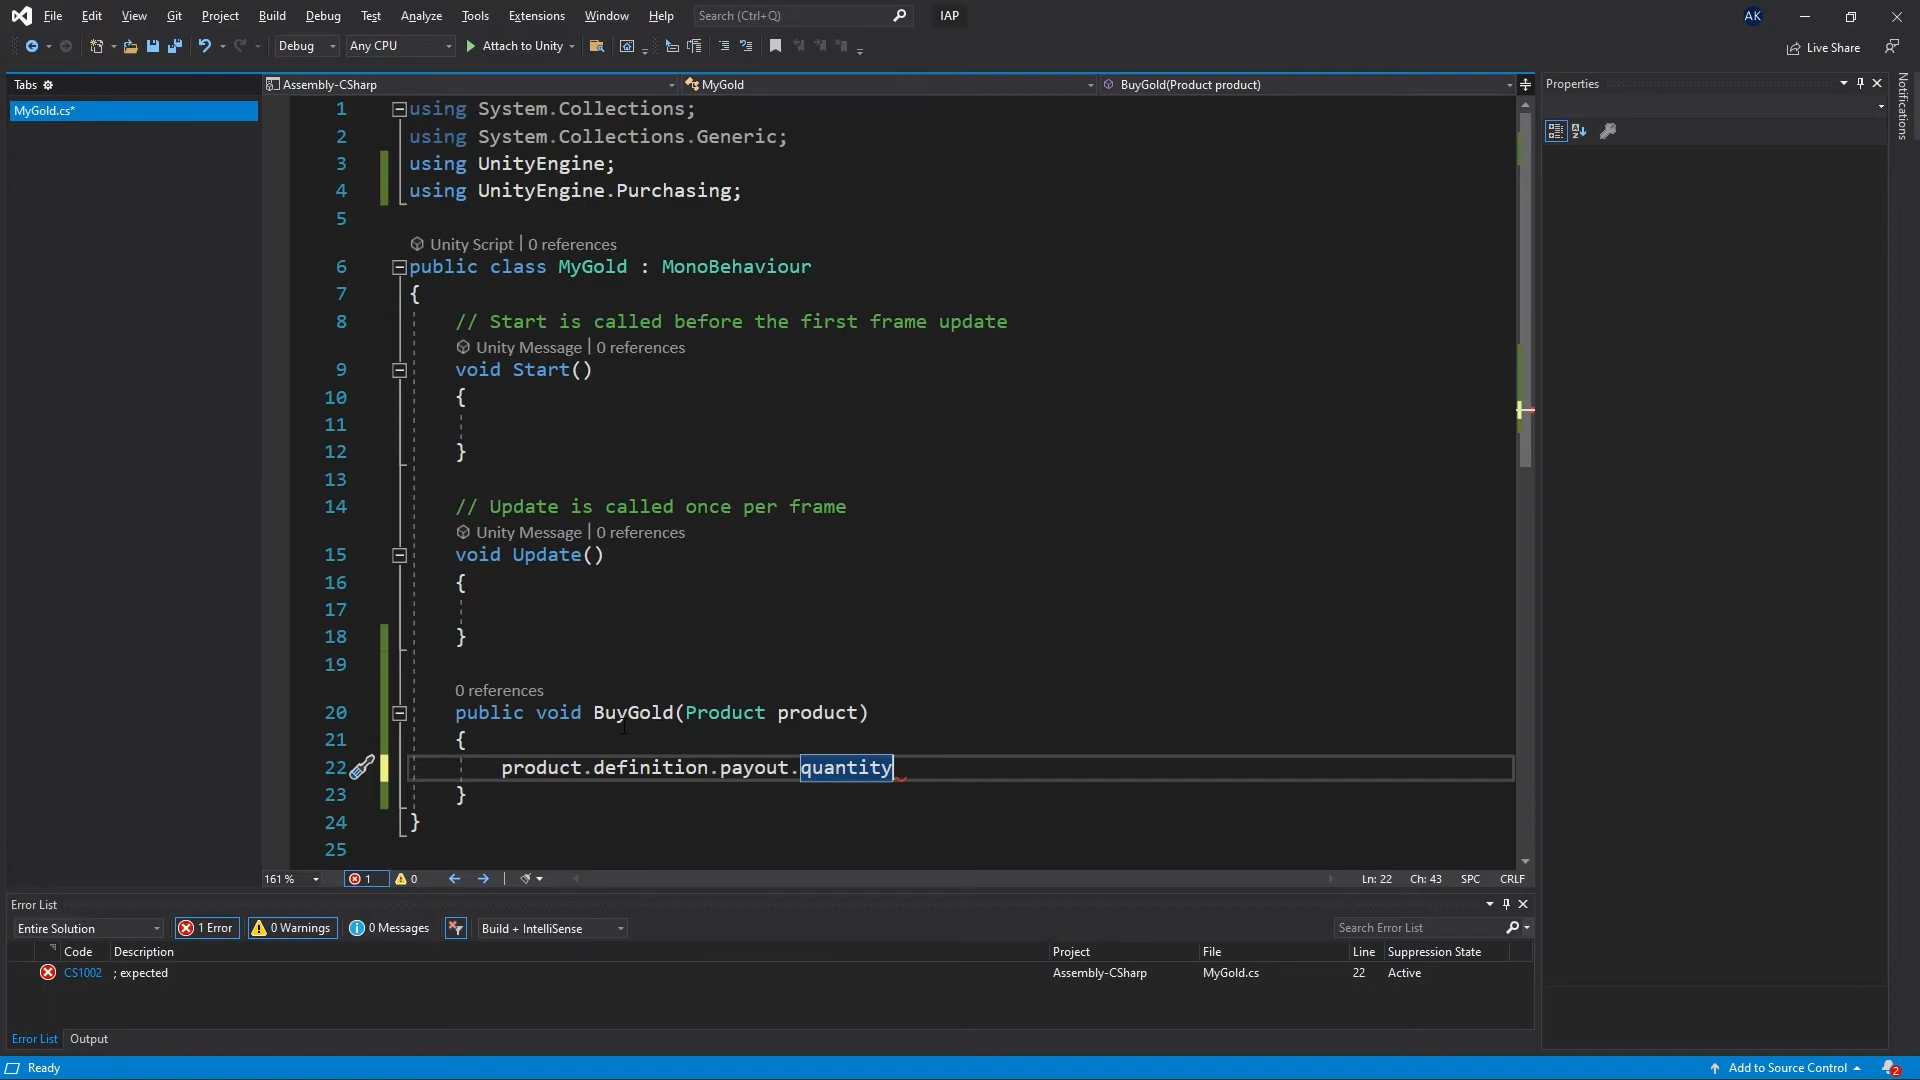 File Edit View Git Project Build Debug Test Analyze Tools Extensions Window Help Search (Ctrl+Q) IAP AK
Debug Any CPU Attach to Unity Live Share
Tabs
MyGold.cs*
Assembly-CSharp MyGold BuyGold(Product product)
1 using System.Collections;
2 using System.Collections.Generic;
3 using UnityEngine;
4 using UnityEngine.Purchasing;
5
Unity Script | 0 references
6 public class MyGold : MonoBehaviour
7 {
8 // Start is called before the first frame update
Unity Message | 0 references
9 void Start()
10 {
11
12 }
13
14 // Update is called once per frame
Unity Message | 0 references
15 void Update()
16 {
17
18 }
19
0 references
20 public void BuyGold(Product product)
21 {
22 product.definition.payout.quantity
23 }
24 }
25
161 % 1 0 Ln: 22 Ch: 43 SPC CRLF
Properties
Notifications
Error List
Entire Solution 1 Error 0 Warnings 0 Messages Build + IntelliSense Search Error List
Code Description Project File Line Suppression State
CS1002 ; expected Assembly-CSharp MyGold.cs 22 Active
Error List Output
Ready Add to Source Control 2